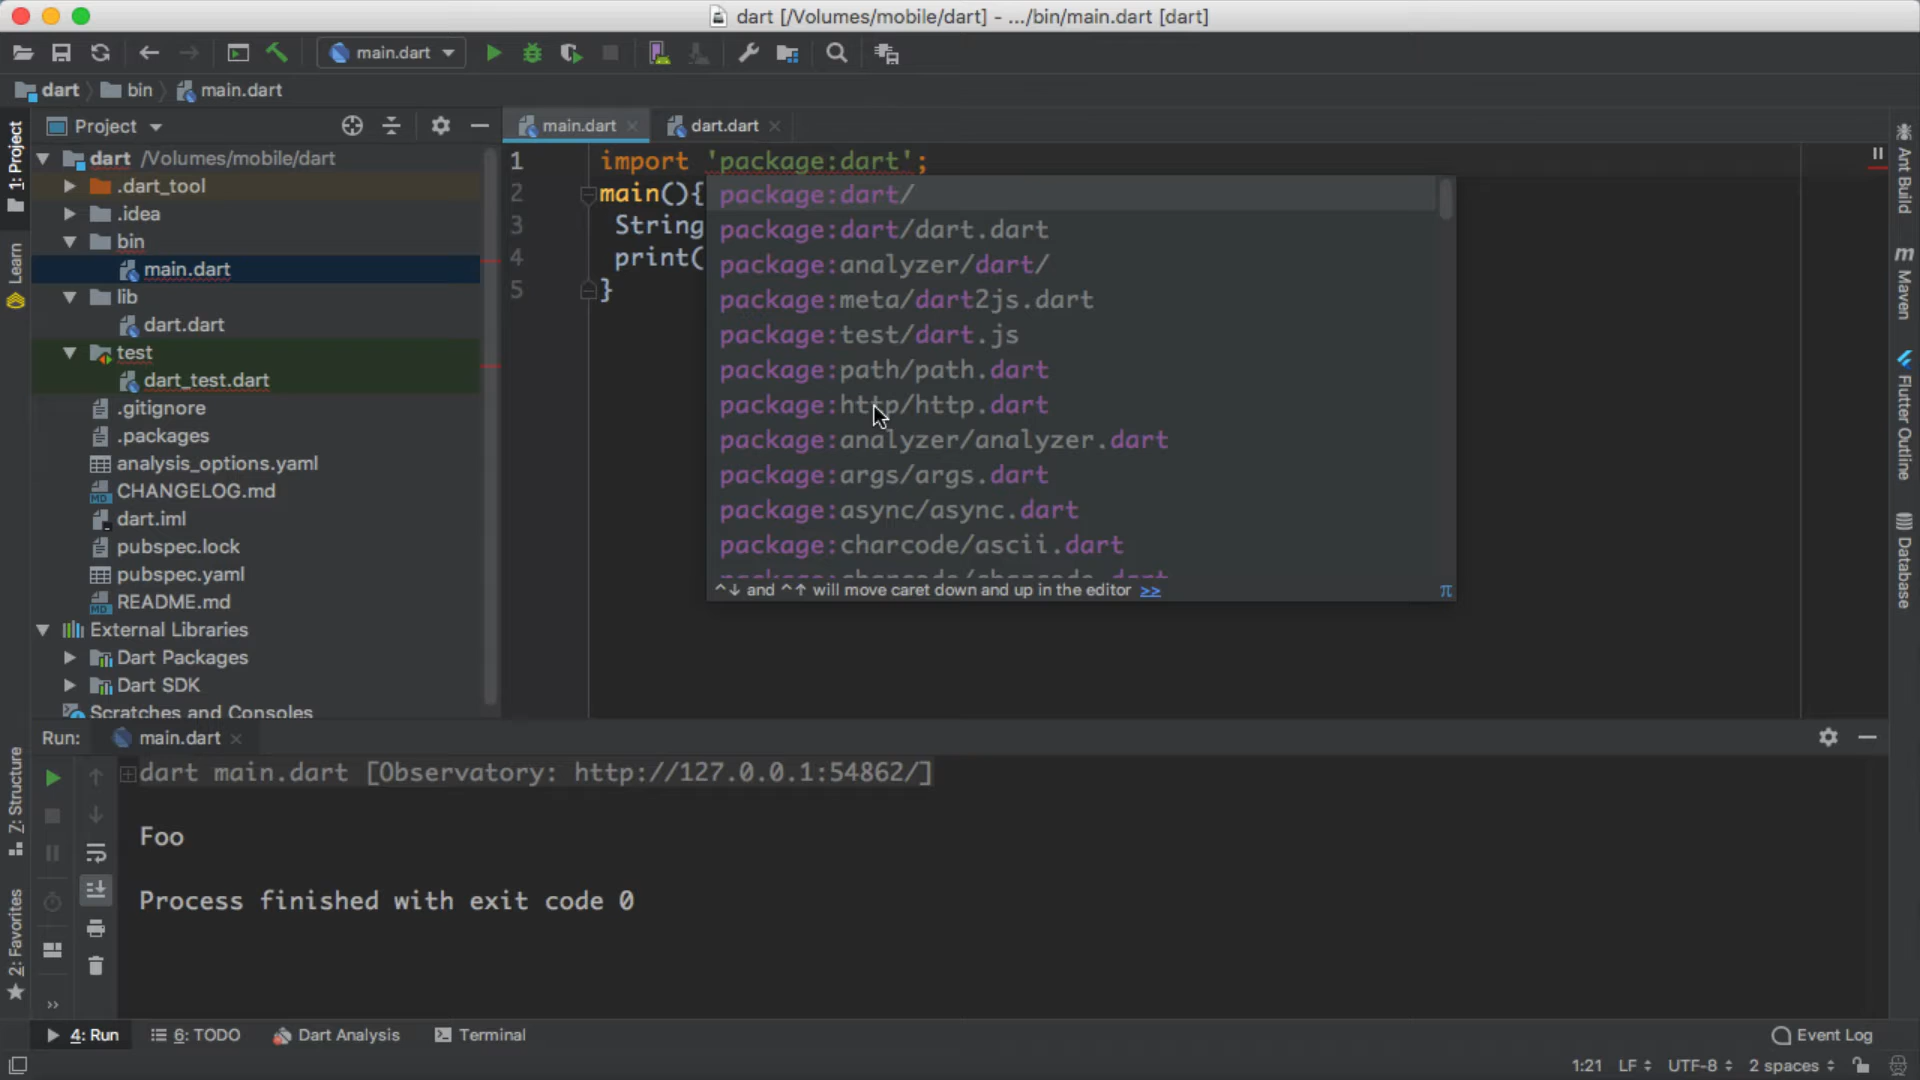 dart [/Volumes/mobile/dart] - .../bin/main.dart [dart]
main.dart
dart
bin
main.dart
1: Project
Learn
Z: Structure
2: Favorites
Project
dart /Volumes/mobile/dart
.dart_tool
.idea
bin
main.dart
lib
dart.dart
test
dart_test.dart
.gitignore
.packages
analysis_options.yaml
CHANGELOG.md
dart.iml
pubspec.lock
pubspec.yaml
README.md
External Libraries
Dart Packages
Dart SDK
Scratches and Consoles
main.dart
dart.dart
1 import 'package:dart';
2 main(){
3 String
4 print(
5 }
package:dart/
package:dart/dart.dart
package:analyzer/dart/
package:meta/dart2js.dart
package:test/dart.js
package:path/path.dart
package:http/http.dart
package:analyzer/analyzer.dart
package:args/args.dart
package:async/async.dart
package:charcode/ascii.dart
package:charcode/charcode.dart
^↓ and ^↑ will move caret down and up in the editor >>
π
Ant Build
m
Maven
Flutter Outline
Database
Run:
main.dart
dart main.dart [Observatory: http://127.0.0.1:54862/]
Foo
Process finished with exit code 0
>>
4: Run
6: TODO
Dart Analysis
Terminal
Event Log
1:21
LF
UTF-8
2 spaces